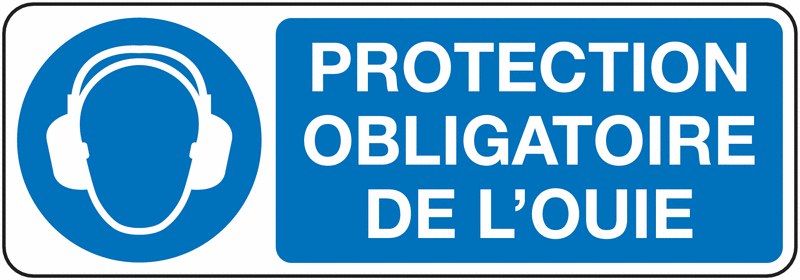 PROTECTION
OBLIGATOIRE
DE L’OUIE